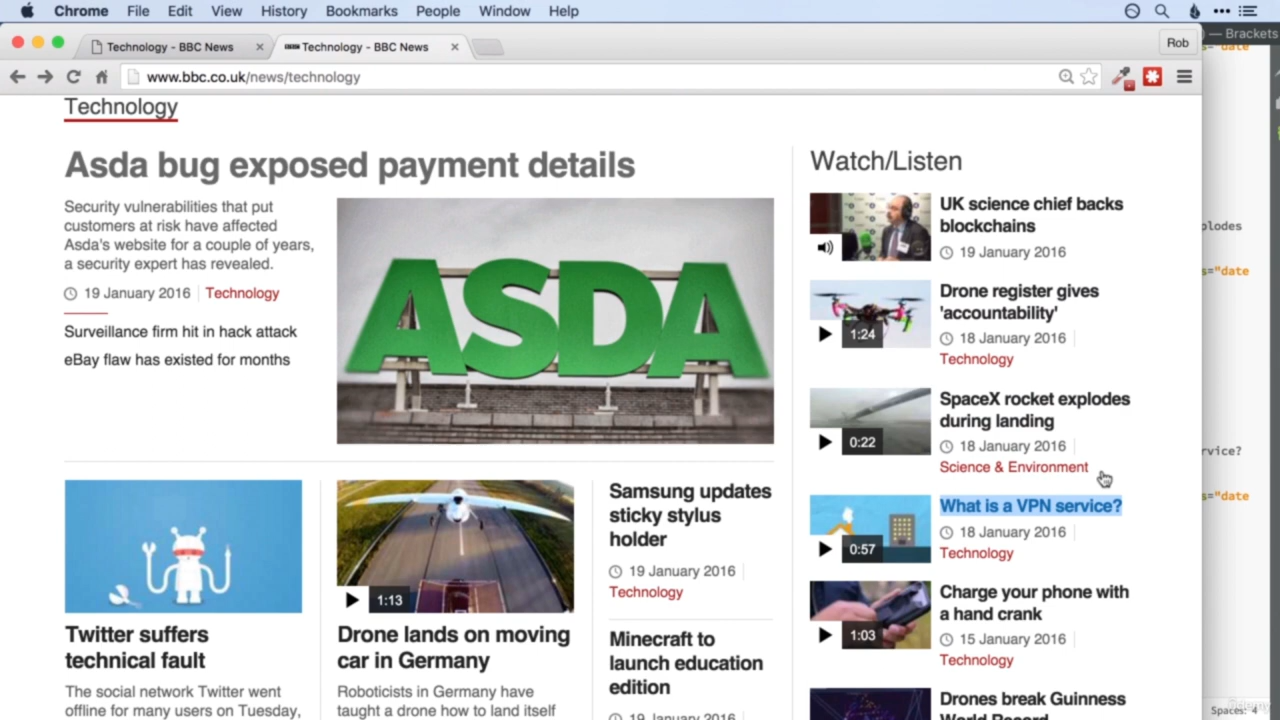 Chrome File Edit View History Bookmarks People Window Help
Technology - BBC News
Technology - BBC News
Rob
— Brackets
www.bbc.co.uk/news/technology
Technology
Asda bug exposed payment details
Security vulnerabilities that put
customers at risk have affected
Asda's website for a couple of years,
a security expert has revealed.
19 January 2016
Technology
Surveillance firm hit in hack attack
eBay flaw has existed for months
ASDA
Twitter suffers
technical fault
The social network Twitter went
offline for many users on Tuesday,
1:13
Drone lands on moving
car in Germany
Roboticists in Germany have
taught a drone how to land itself
Samsung updates
sticky stylus
holder
19 January 2016
Technology
Minecraft to
launch education
edition
19 January 2016
Watch/Listen
UK science chief backs
blockchains
19 January 2016
1:24
Drone register gives
'accountability'
18 January 2016
Technology
0:22
SpaceX rocket explodes
during landing
18 January 2016
Science & Environment
0:57
What is a VPN service?
18 January 2016
Technology
1:03
Charge your phone with
a hand crank
15 January 2016
Technology
Drones break Guinness
World Record
="date
plodes
s="date
rvice?
s="date
Spaces: 4